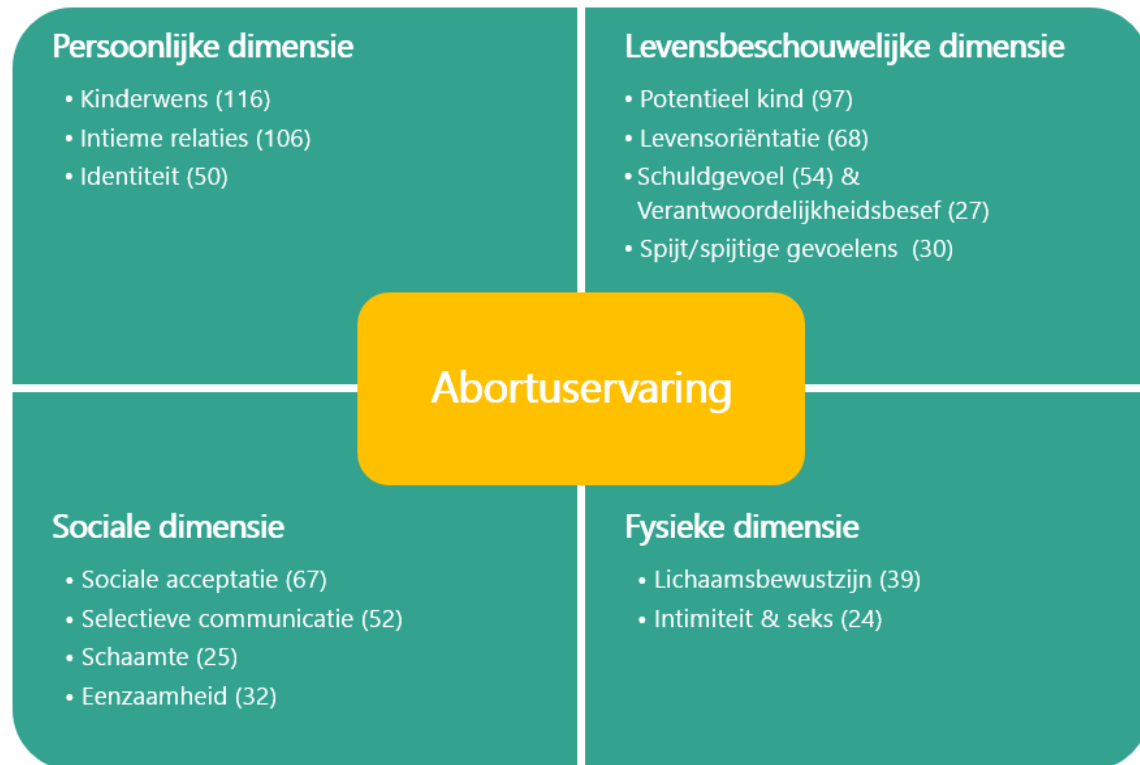 Persoonlijke dimensie
• Kinderwens (116)
• Intieme relaties (106)
• Identiteit (50)
Levensbeschouwelijke dimensie
• Potentieel kind (97)
• Levensoriëntatie (68)
• Schuldgevoel (54) &
Verantwoordelijkheidsbesef (27)
• Spijt/spijtige gevoelens (30)
Abortuservaring
Sociale dimensie
• Sociale acceptatie (67)
• Selectieve communicatie (52)
• Schaamte (25)
• Eenzaamheid (32)
Fysieke dimensie
• Lichaamsbewustzijn (39)
• Intimiteit & seks (24)